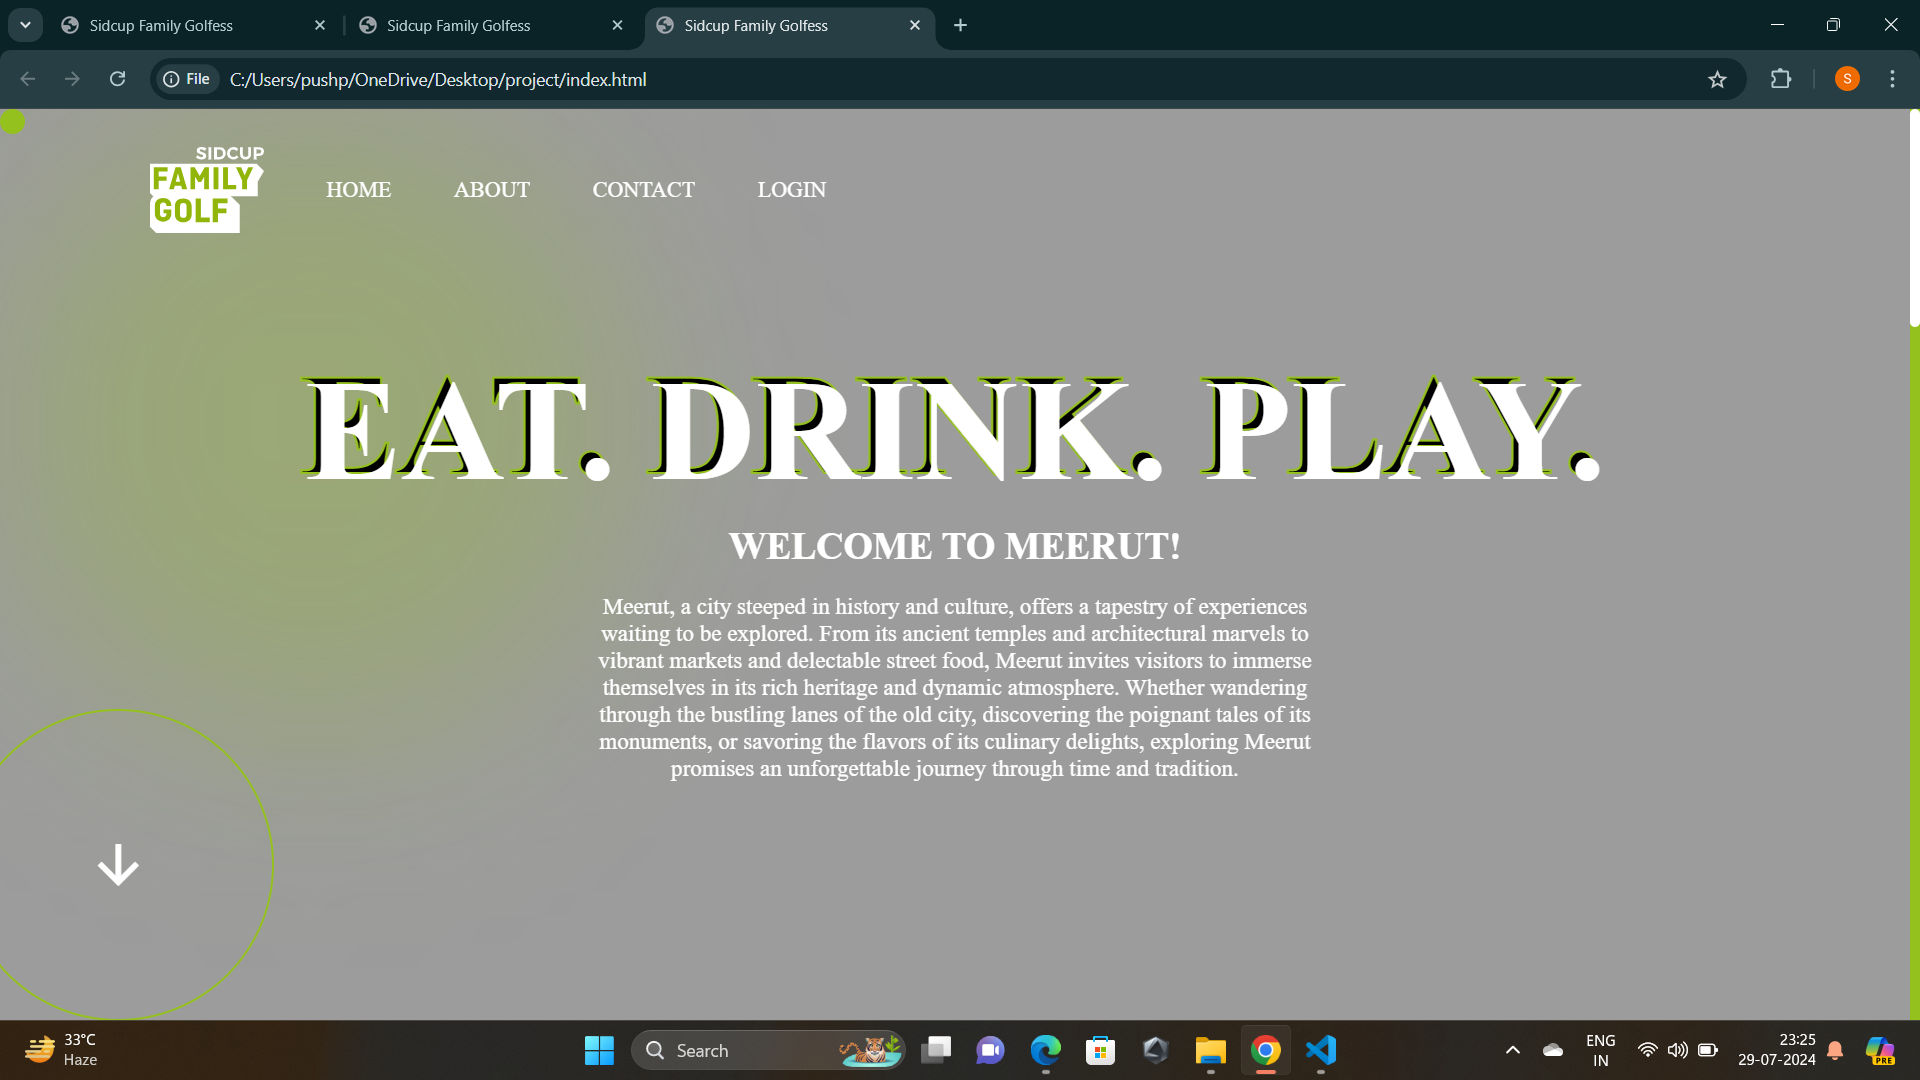 Sidcup Family Golfess
Sidcup Family Golfess
Sidcup Family Golfess
File
C:/Users/pushp/OneDrive/Desktop/project/index.html
S
SIDCUP
FAMILY
GOLF
HOME
ABOUT
CONTACT
LOGIN
EAT. DRINK. PLAY.
WELCOME TO MEERUT!
Meerut, a city steeped in history and culture, offers a tapestry of experiences
waiting to be explored. From its ancient temples and architectural marvels to
vibrant markets and delectable street food, Meerut invites visitors to immerse
themselves in its rich heritage and dynamic atmosphere. Whether wandering
through the bustling lanes of the old city, discovering the poignant tales of its
monuments, or savoring the flavors of its culinary delights, exploring Meerut
promises an unforgettable journey through time and tradition.
33°C
Haze
Search
ENG
IN
23:25
29-07-2024
PRE